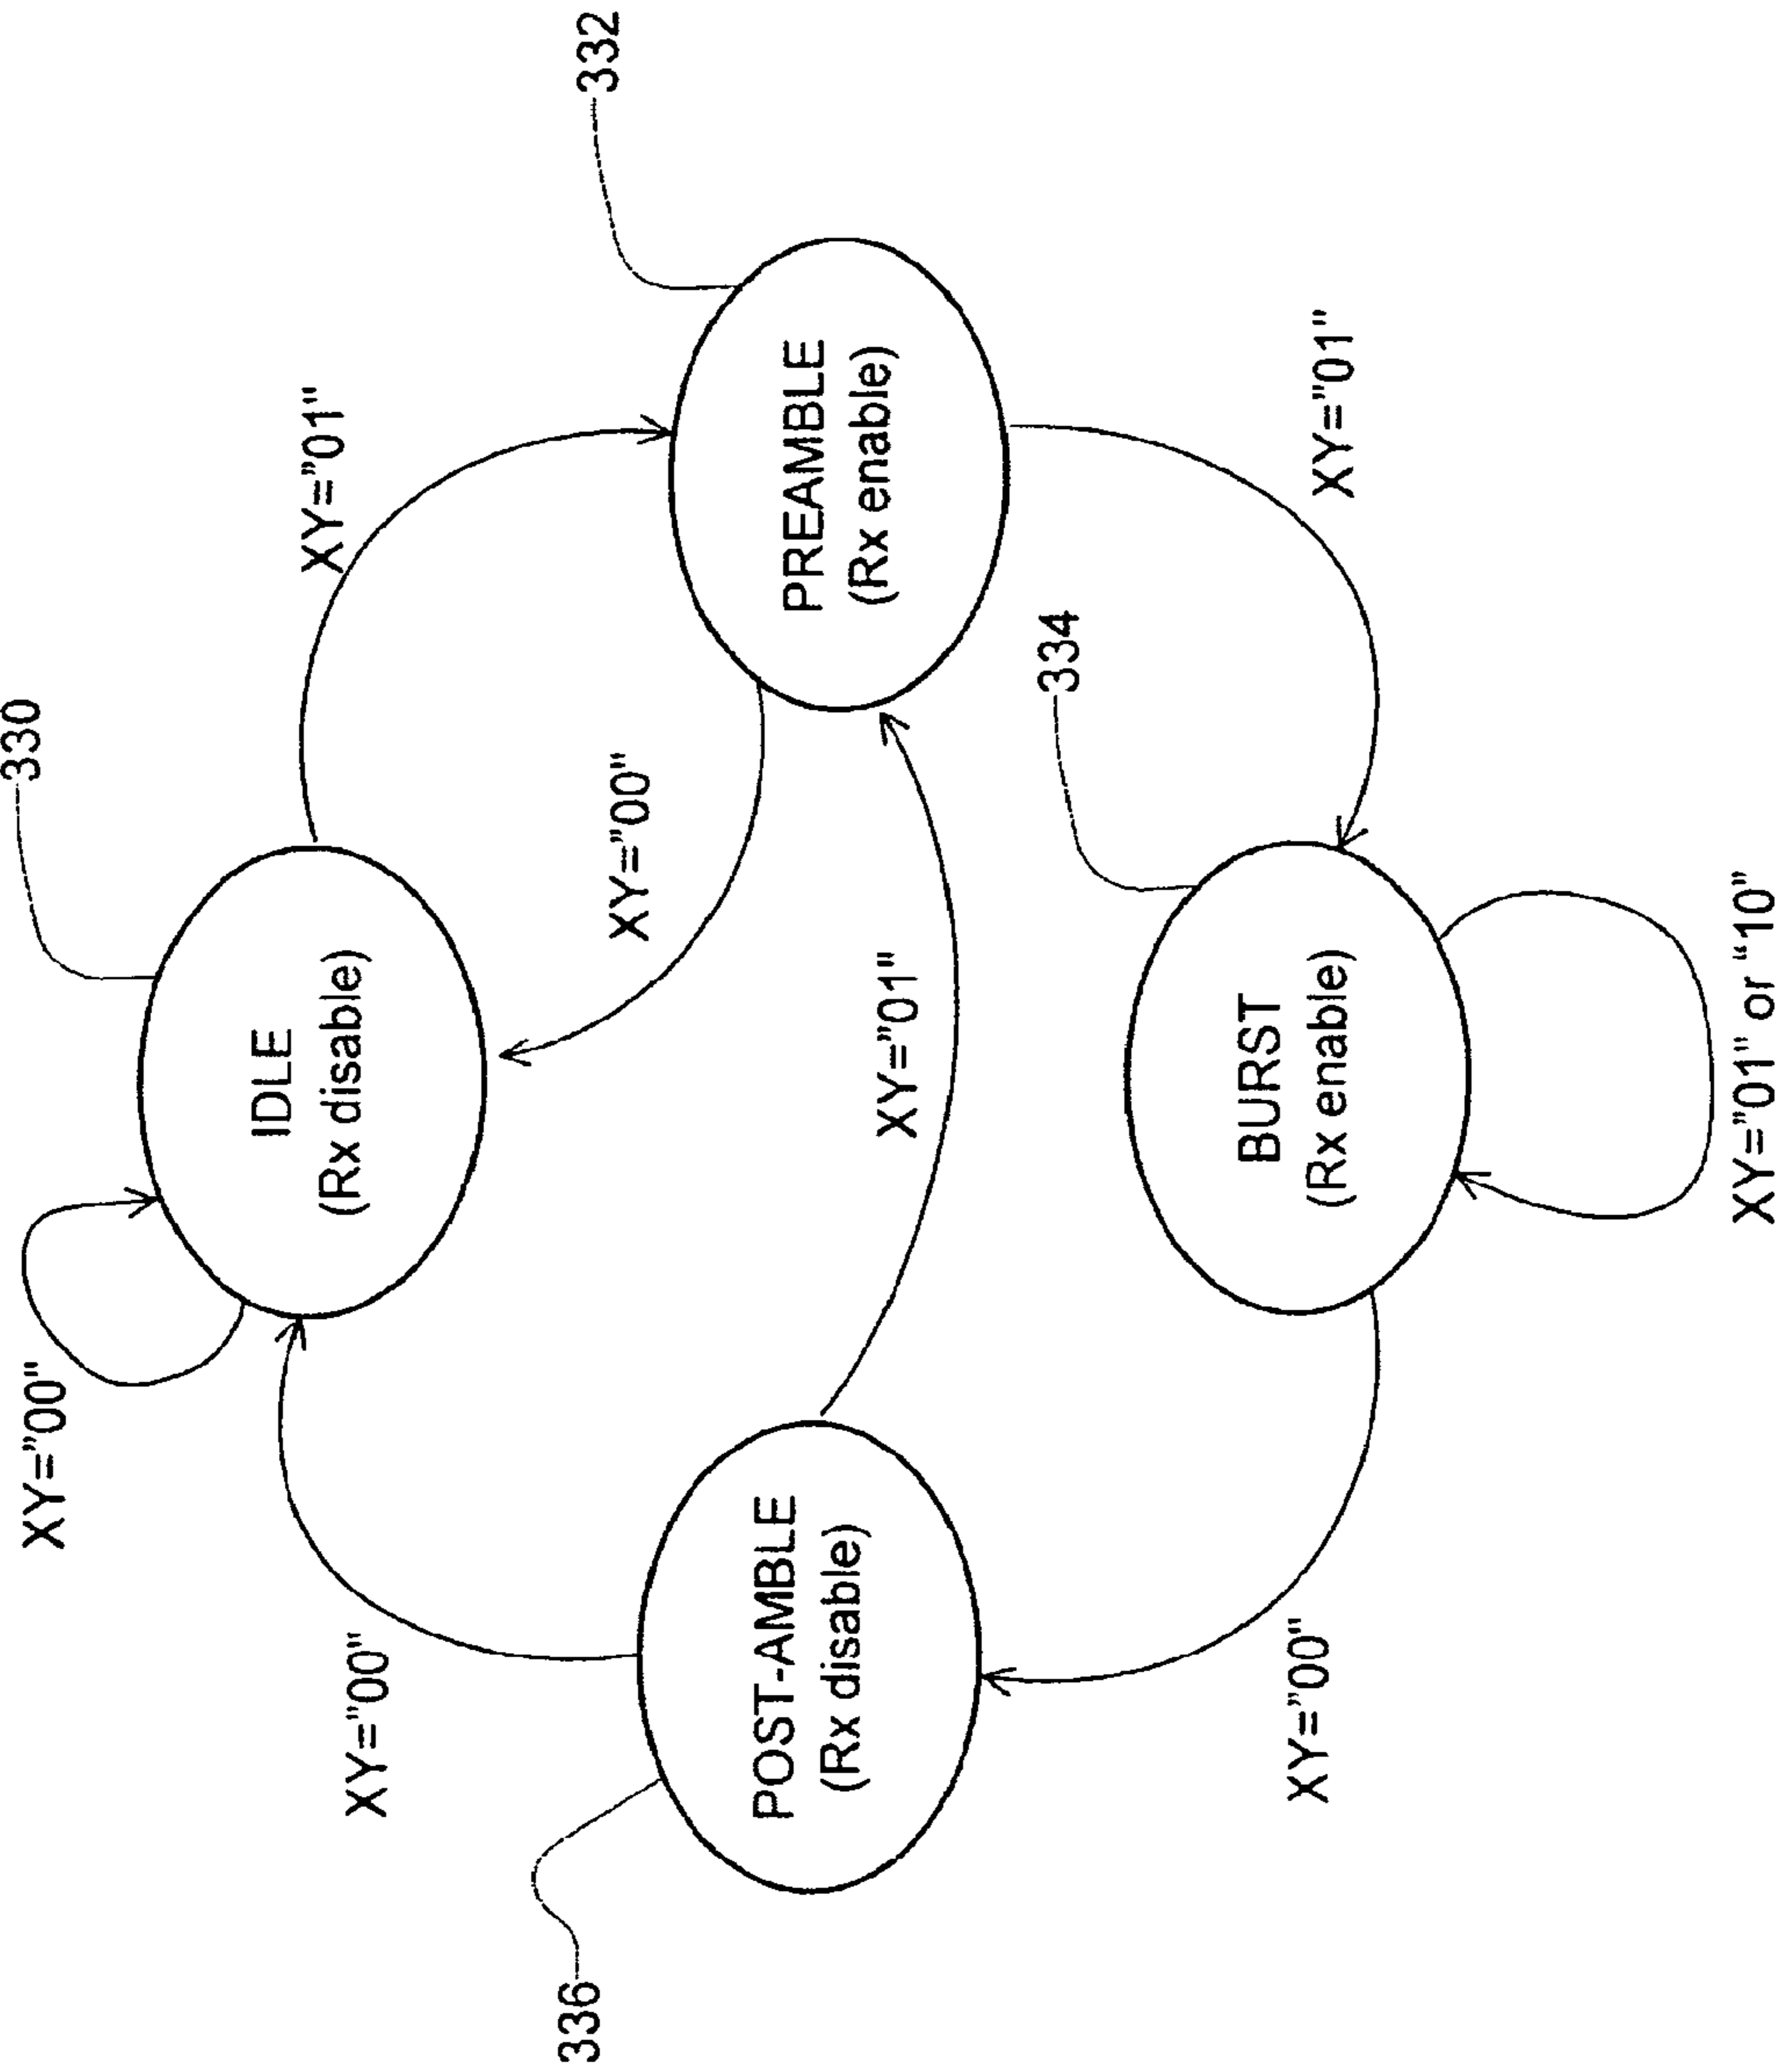 330
XY="00"
IDLE
(Rx disable)
XY="01"
XY="00"
336
332
XY="00"
POST-AMBLE
(Rx disable)
PREAMBLE
(Rx enable)
XY="01"
334
BURST
(Rx enable)
XY="00"
XY="01"
XY="01" or "10"